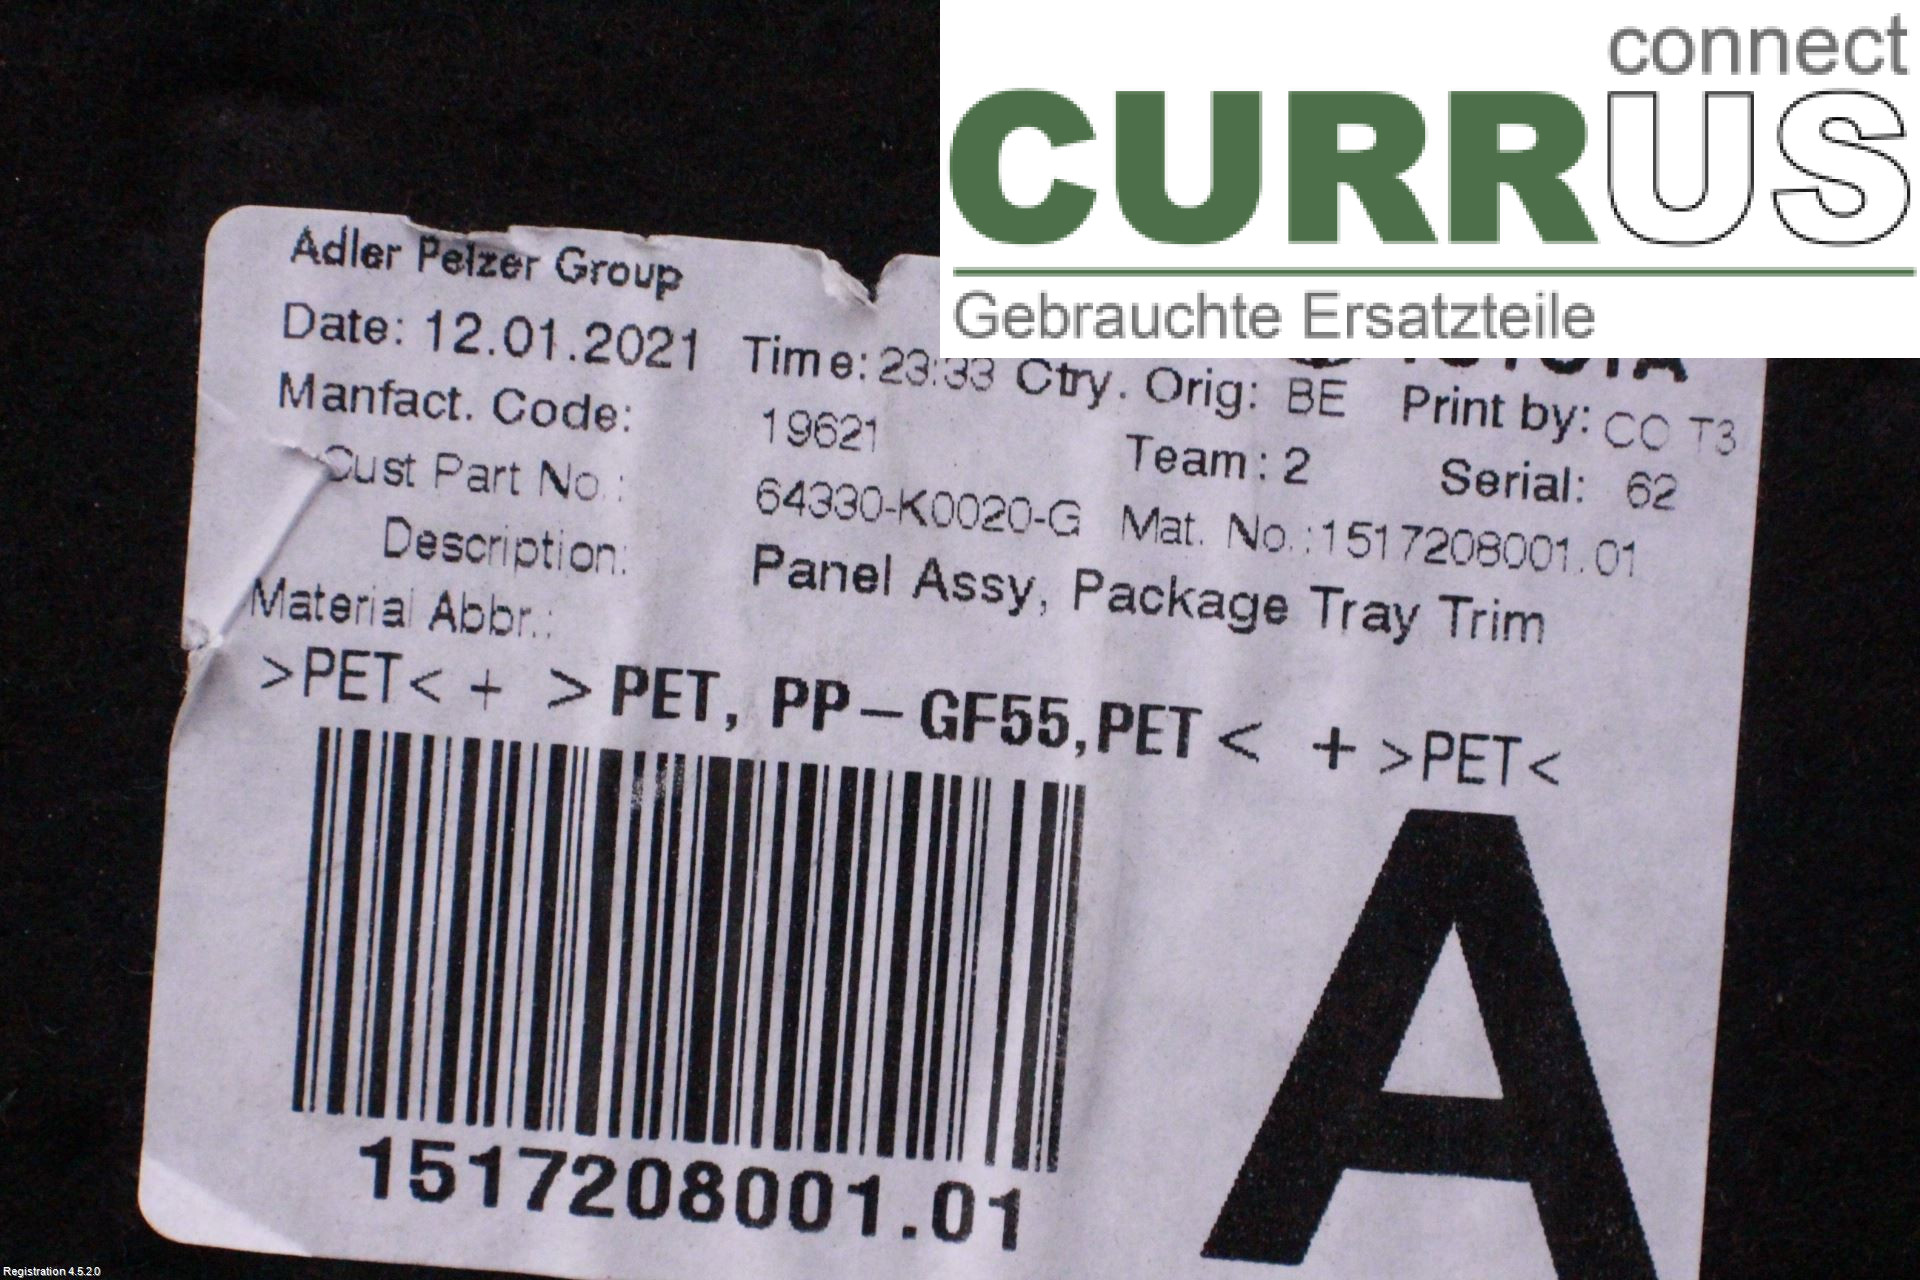 connect
CURRUS
Gebrauchte Ersatzteile
Adler Pelzer Group
TOYOTA
Date: 12.01.2021 Time: 23:33 Ctry. Orig: BE Print by: CO T3
Manfact. Code: 19621 Team: 2 Serial: 62
Cust Part No.: 64330-K0020-G Mat. No.:1517208001.01
Description: Panel Assy, Package Tray Trim
Material Abbr.:
>PET< + >PET, PP-GF55,PET< + >PET<
A
1517208001.01
Registration 4.5.2.0